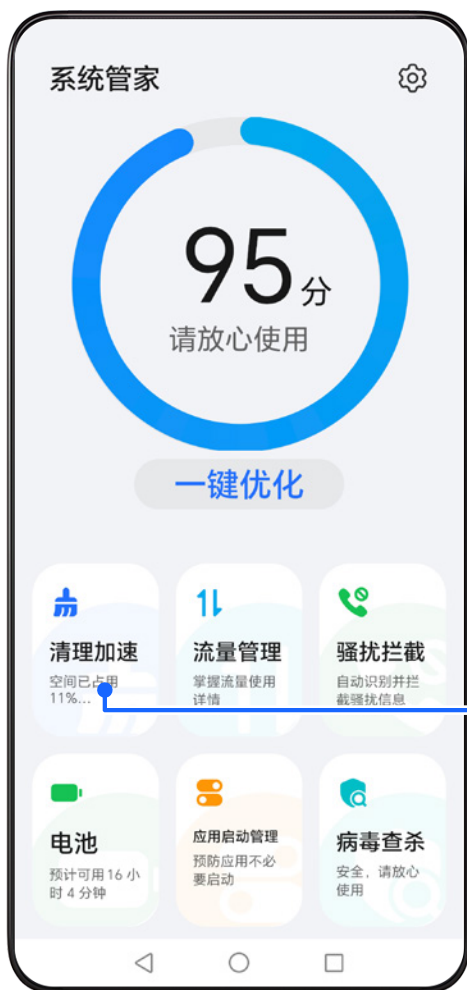 系统管家
95分
请放心使用
一键优化
清理加速
空间已占用
11%...
流量管理
掌握流量使用
详情
骚扰拦截
自动识别并拦
截骚扰信息
电池
预计可用 16 小
时 4 分钟
应用启动管理
预防应用不必
要启动
病毒查杀
安全，请放心
使用